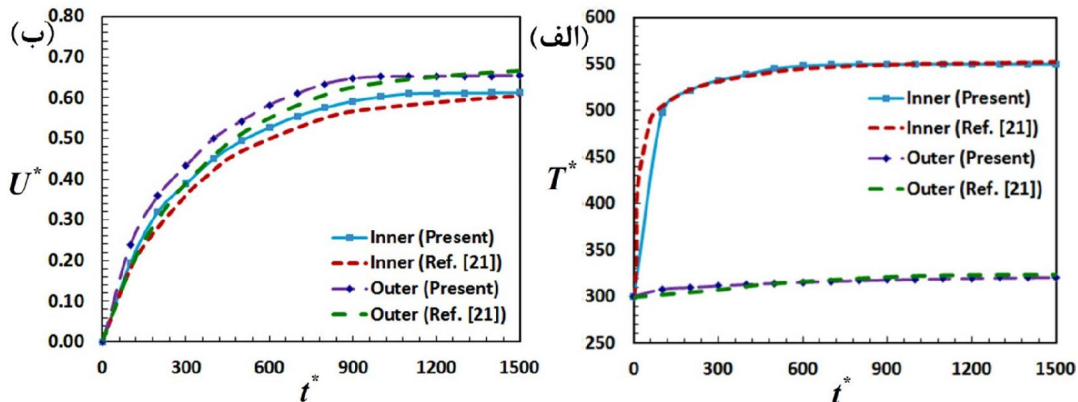 (ب)
0.80
0.70
0.60
0.50
0.40
0.30
0.20
0.10
0.00
U*
Inner (Present)
Inner (Ref. [21])
Outer (Present)
Outer (Ref. [21])
0 300 600 900 1200 1500
t*
(الف)
600
550
500
450
400
350
300
250
T*
Inner (Present)
Inner (Ref. [21])
Outer (Present)
Outer (Ref. [21])
0 300 600 900 1200 1500
t*